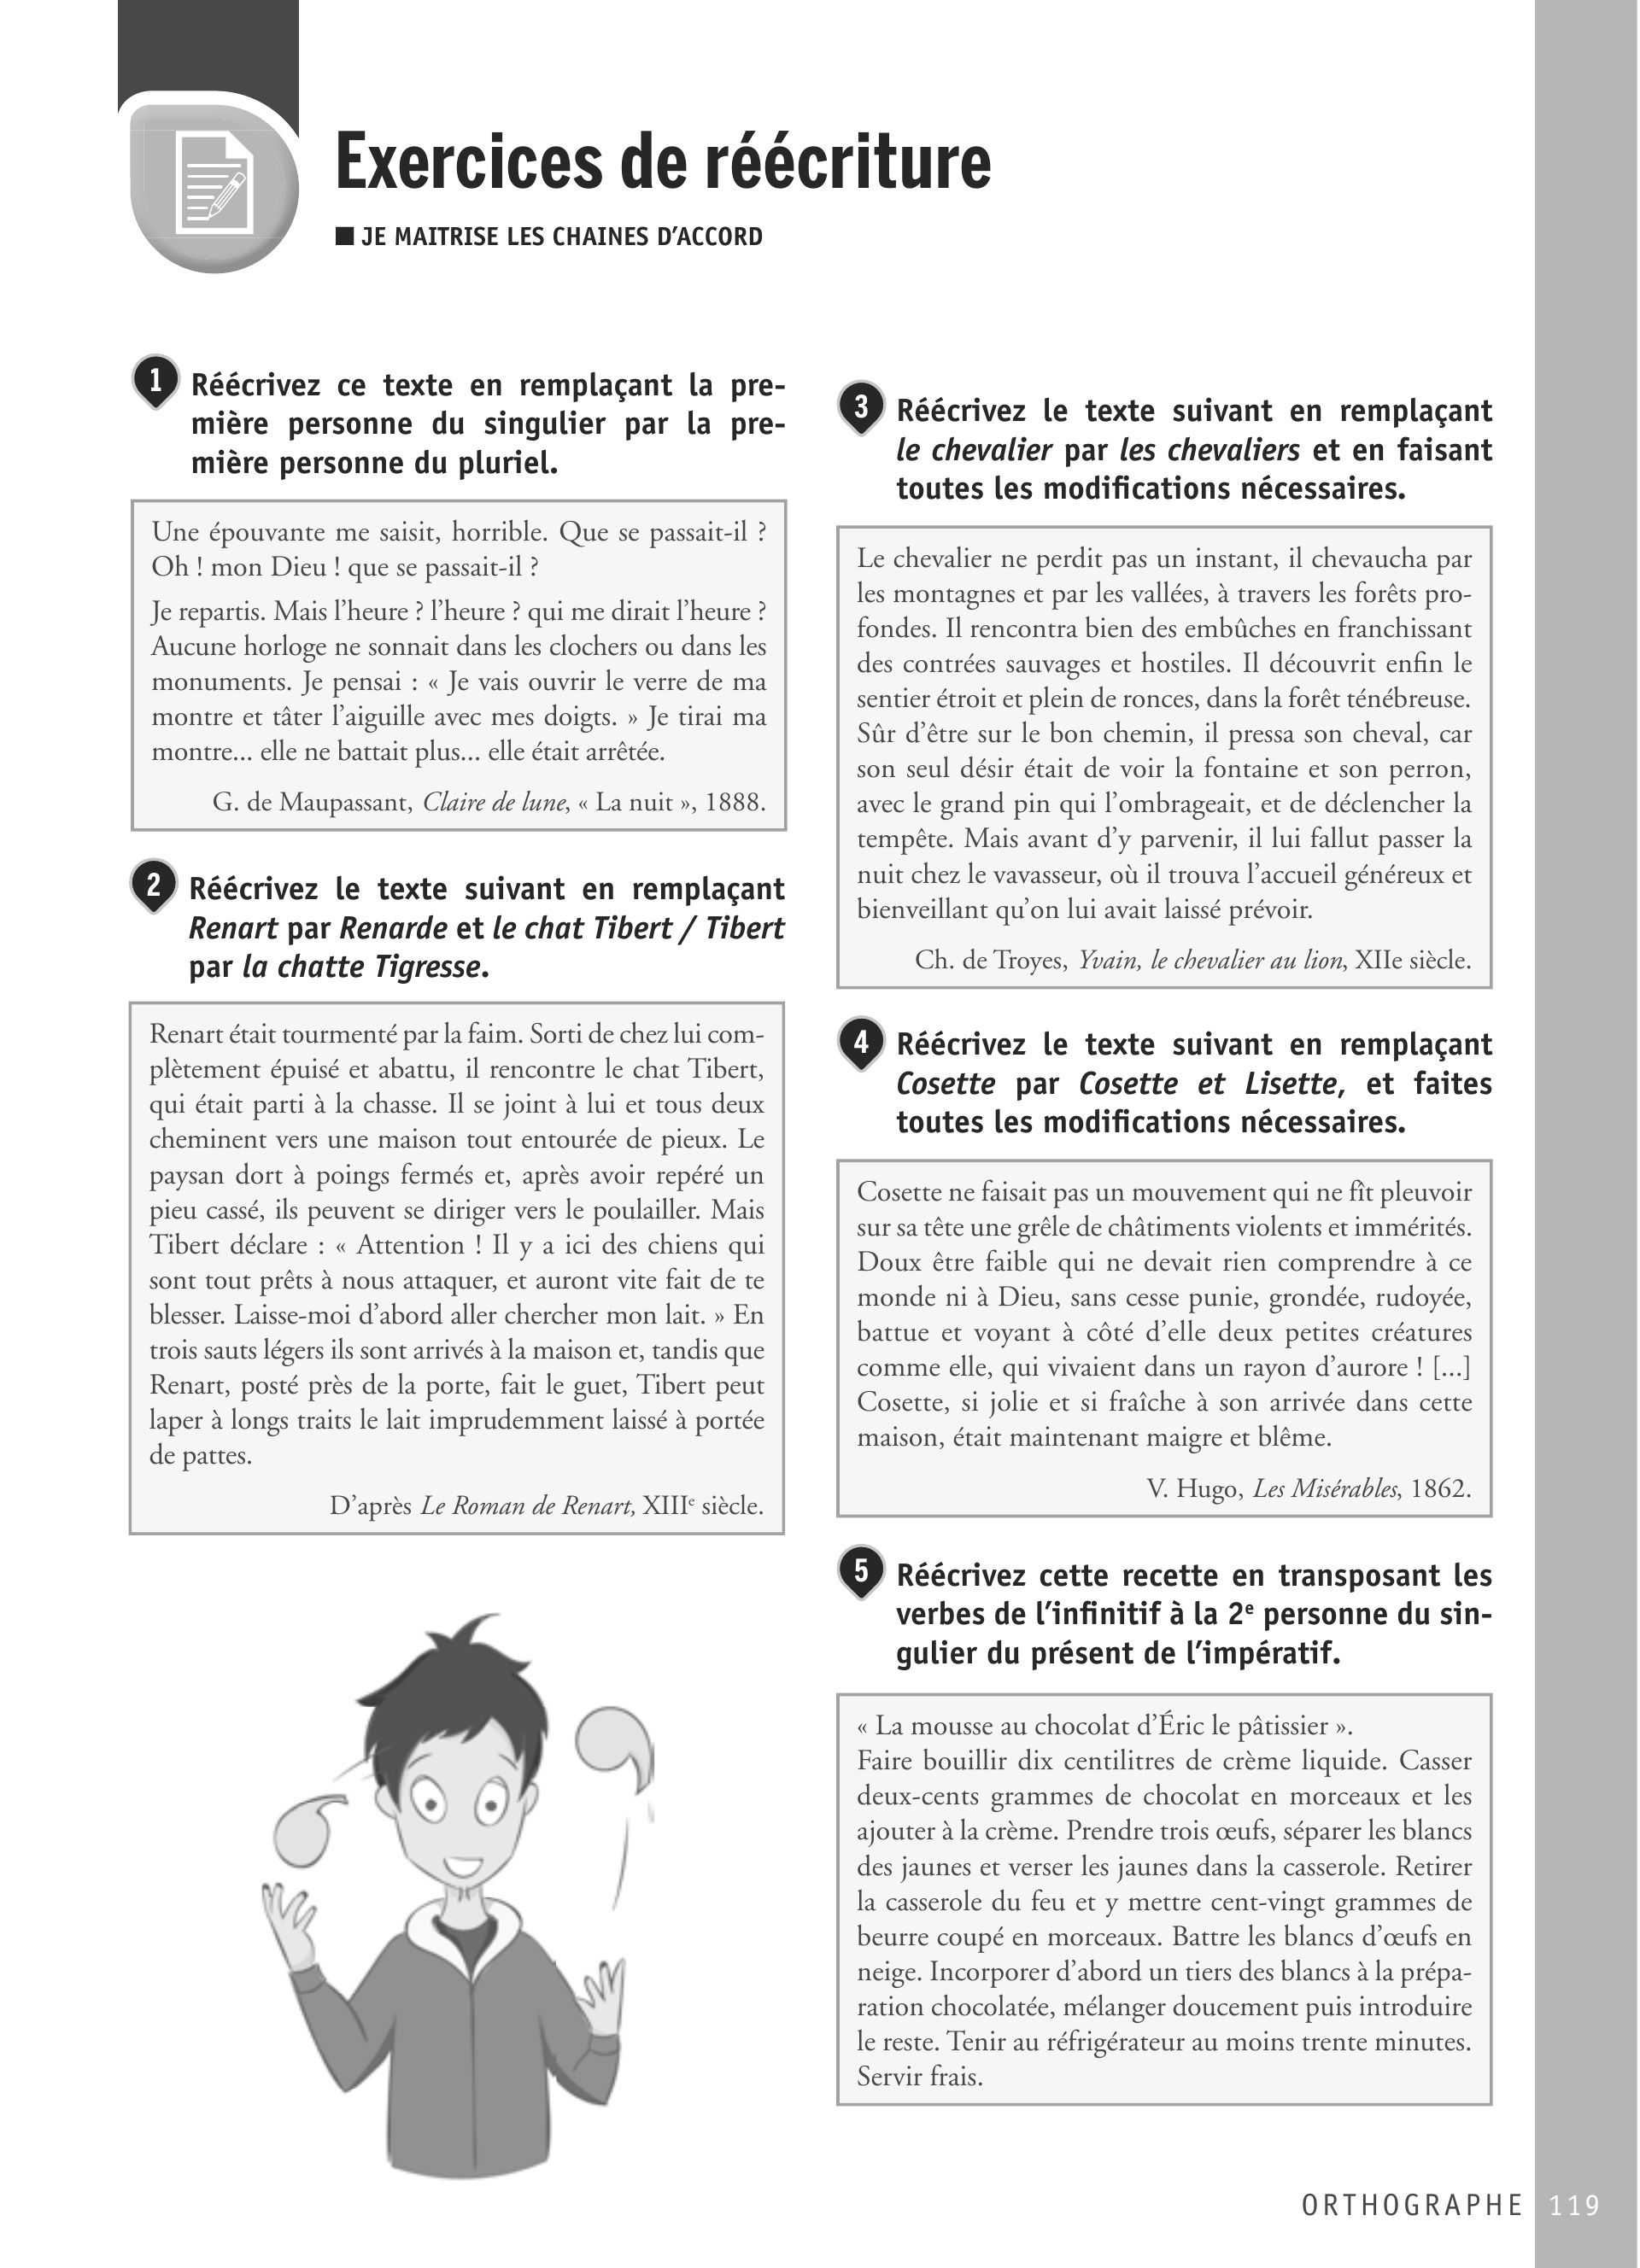 Exercices de réécriture
■ JE MAITRISE LES CHAINES D’ACCORD
1 Réécrivez ce texte en remplaçant la pre-
mière personne du singulier par la pre-
mière personne du pluriel.
Une épouvante me saisit, horrible. Que se passait-il ?
Oh ! mon Dieu ! que se passait-il ?
Je repartis. Mais l’heure ? l’heure ? qui me dirait l’heure ?
Aucune horloge ne sonnait dans les clochers ou dans les
monuments. Je pensai : « Je vais ouvrir le verre de ma
montre et tâter l’aiguille avec mes doigts. » Je tirai ma
montre... elle ne battait plus... elle était arrêtée.
G. de Maupassant, Claire de lune, « La nuit », 1888.
2 Réécrivez le texte suivant en remplaçant
Renart par Renarde et le chat Tibert / Tibert
par la chatte Tigresse.
Renart était tourmenté par la faim. Sorti de chez lui com-
plètement épuisé et abattu, il rencontre le chat Tibert,
qui était parti à la chasse. Il se joint à lui et tous deux
cheminent vers une maison tout entourée de pieux. Le
paysan dort à poings fermés et, après avoir repéré un
pieu cassé, ils peuvent se diriger vers le poulailler. Mais
Tibert déclare : « Attention ! Il y a ici des chiens qui
sont tout prêts à nous attaquer, et auront vite fait de te
blesser. Laisse-moi d’abord aller chercher mon lait. » En
trois sauts légers ils sont arrivés à la maison et, tandis que
Renart, posté près de la porte, fait le guet, Tibert peut
laper à longs traits le lait imprudemment laissé à portée
de pattes.
D’après Le Roman de Renart, XIIIe siècle.
3 Réécrivez le texte suivant en remplaçant
le chevalier par les chevaliers et en faisant
toutes les modifications nécessaires.
Le chevalier ne perdit pas un instant, il chevaucha par
les montagnes et par les vallées, à travers les forêts pro-
fondes. Il rencontra bien des embûches en franchissant
des contrées sauvages et hostiles. Il découvrit enfin le
sentier étroit et plein de ronces, dans la forêt ténébreuse.
Sûr d’être sur le bon chemin, il pressa son cheval, car
son seul désir était de voir la fontaine et son perron,
avec le grand pin qui l’ombrageait, et de déclencher la
tempête. Mais avant d’y parvenir, il lui fallut passer la
nuit chez le vavasseur, où il trouva l’accueil généreux et
bienveillant qu’on lui avait laissé prévoir.
Ch. de Troyes, Yvain, le chevalier au lion, XIIe siècle.
4 Réécrivez le texte suivant en remplaçant
Cosette par Cosette et Lisette, et faites
toutes les modifications nécessaires.
Cosette ne faisait pas un mouvement qui ne fît pleuvoir
sur sa tête une grêle de châtiments violents et immérités.
Doux être faible qui ne devait rien comprendre à ce
monde ni à Dieu, sans cesse punie, grondée, rudoyée,
battue et voyant à côté d’elle deux petites créatures
comme elle, qui vivaient dans un rayon d’aurore ! [...]
Cosette, si jolie et si fraîche à son arrivée dans cette
maison, était maintenant maigre et blême.
V. Hugo, Les Misérables, 1862.
5 Réécrivez cette recette en transposant les
verbes de l’infinitif à la 2e personne du sin-
gulier du présent de l’impératif.
« La mousse au chocolat d’Éric le pâtissier ».
Faire bouillir dix centilitres de crème liquide. Casser
deux-cents grammes de chocolat en morceaux et les
ajouter à la crème. Prendre trois œufs, séparer les blancs
des jaunes et verser les jaunes dans la casserole. Retirer
la casserole du feu et y mettre cent-vingt grammes de
beurre coupé en morceaux. Battre les blancs d’œufs en
neige. Incorporer d’abord un tiers des blancs à la prépa-
ration chocolatée, mélanger doucement puis introduire
le reste. Tenir au réfrigérateur au moins trente minutes.
Servir frais.
ORTHOGRAPHE 119